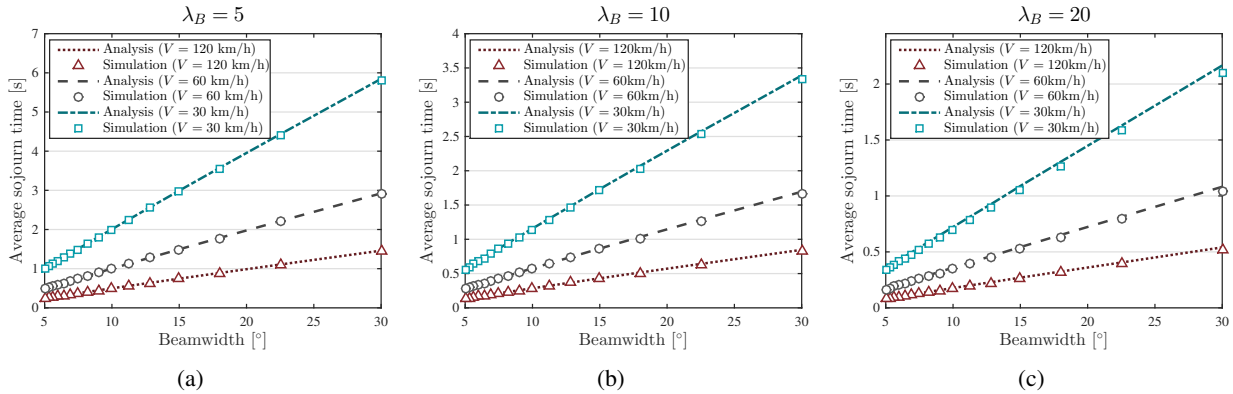 λ_B = 5
7
6
5
4
3
2
1
0
5
10
15
20
25
30
Average sojourn time [s]
Beamwidth [°]
Analysis (V = 120 km/h)
Simulation (V = 120 km/h)
Analysis (V = 60 km/h)
Simulation (V = 60 km/h)
Analysis (V = 30 km/h)
Simulation (V = 30 km/h)
(a)
λ_B = 10
4
3.5
3
2.5
2
1.5
1
0.5
0
5
10
15
20
25
30
Average sojourn time [s]
Beamwidth [°]
Analysis (V = 120km/h)
Simulation (V = 120km/h)
Analysis (V = 60km/h)
Simulation (V = 60km/h)
Analysis (V = 30km/h)
Simulation (V = 30km/h)
(b)
λ_B = 20
2
1.5
1
0.5
0
5
10
15
20
25
30
Average sojourn time [s]
Beamwidth [°]
Analysis (V = 120km/h)
Simulation (V = 120km/h)
Analysis (V = 60km/h)
Simulation (V = 60km/h)
Analysis (V = 30km/h)
Simulation (V = 30km/h)
(c)